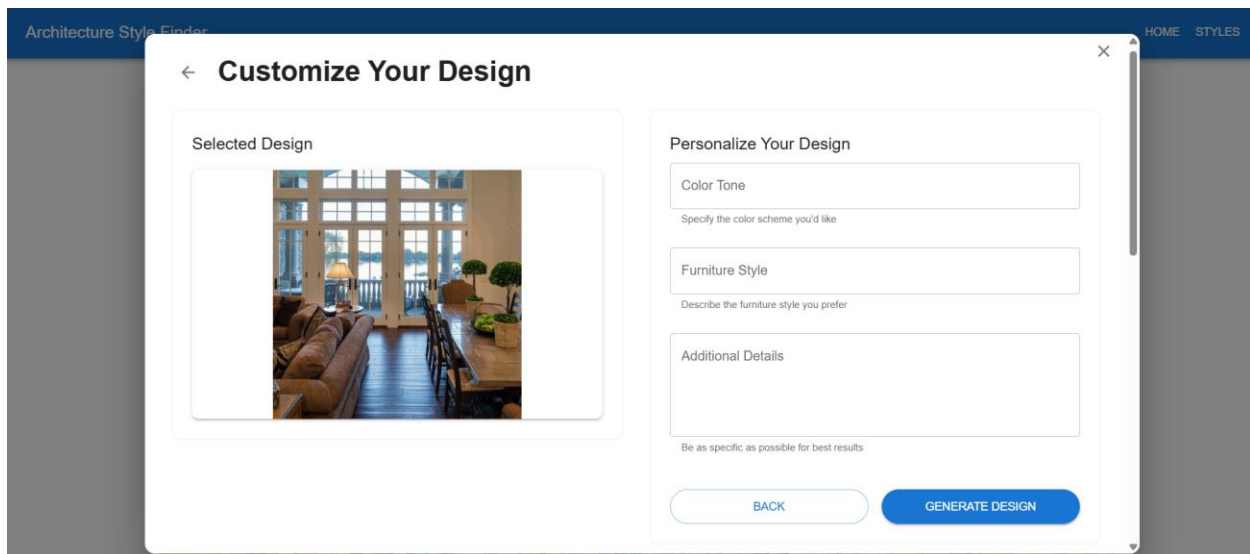 Architecture Style Finder
HOME STYLES
Customize Your Design
Selected Design
Personalize Your Design
Color Tone
Specify the color scheme you'd like
Furniture Style
Describe the furniture style you prefer
Additional Details
Be as specific as possible for best results
BACK
GENERATE DESIGN